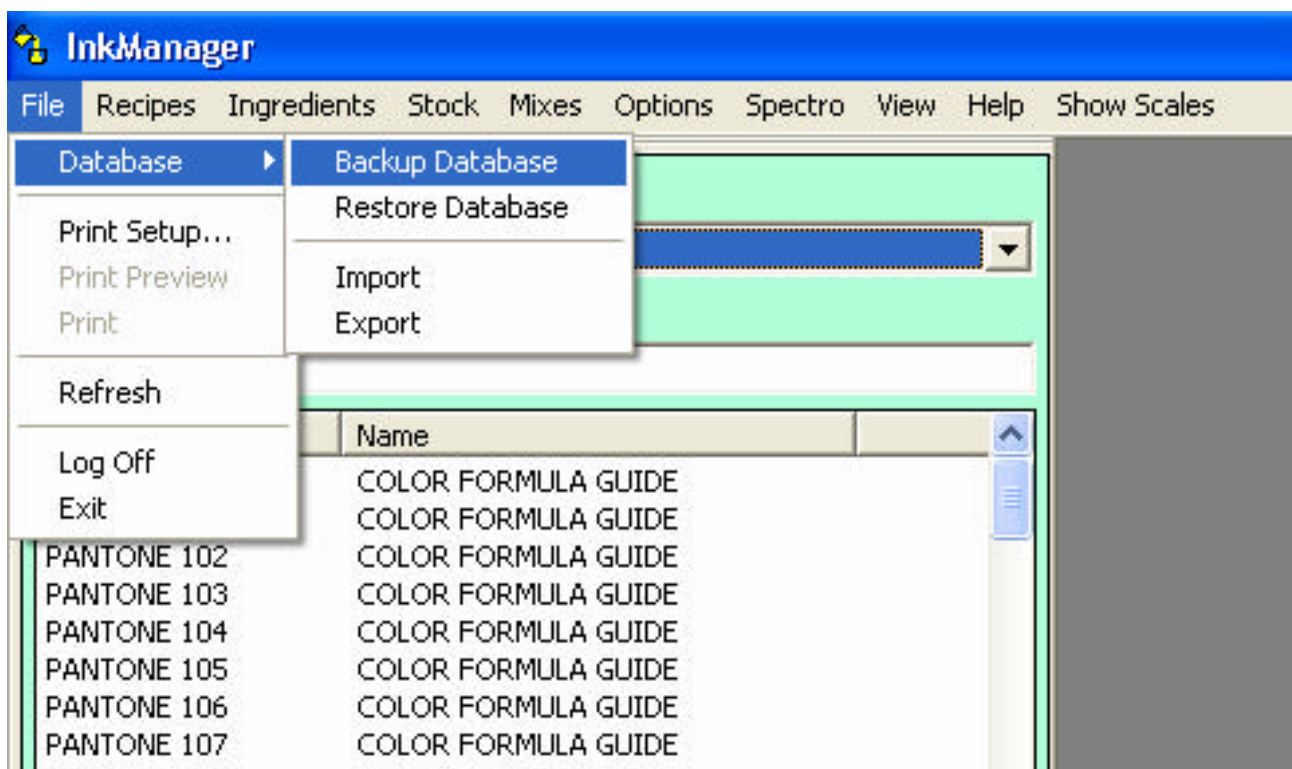 InkManager
File Recipes Ingredients Stock Mixes Options Spectro View Help Show Scales
Database
Print Setup...
Print Preview
Print
Refresh
Log Off
Exit
Backup Database
Restore Database
Import
Export
Name
COLOR FORMULA GUIDE
COLOR FORMULA GUIDE
PANTONE 102 COLOR FORMULA GUIDE
PANTONE 103 COLOR FORMULA GUIDE
PANTONE 104 COLOR FORMULA GUIDE
PANTONE 105 COLOR FORMULA GUIDE
PANTONE 106 COLOR FORMULA GUIDE
PANTONE 107 COLOR FORMULA GUIDE